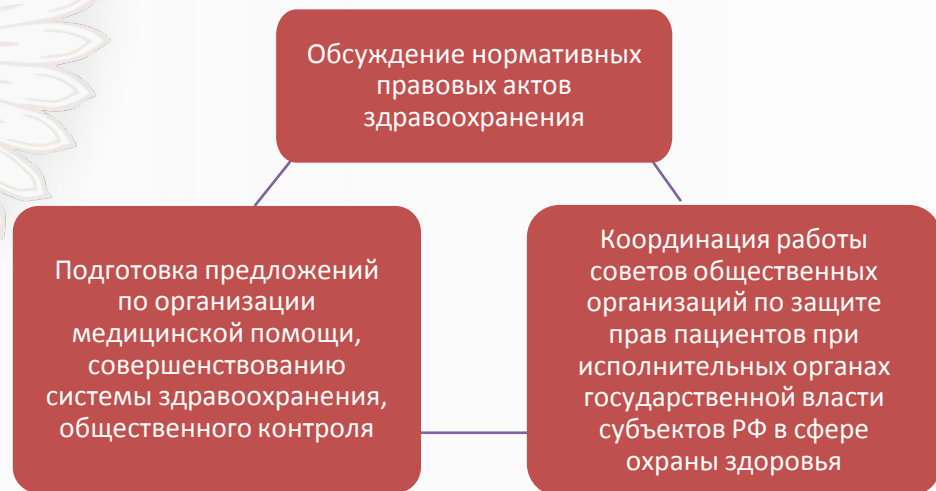 Обсуждение нормативных
правовых актов
здравоохранения
Подготовка предложений
по организации
медицинской помощи,
совершенствованию
системы здравоохранения,
общественного контроля
Координация работы
советов общественных
организаций по защите
прав пациентов при
исполнительных органах
государственной власти
субъектов РФ в сфере
охраны здоровья